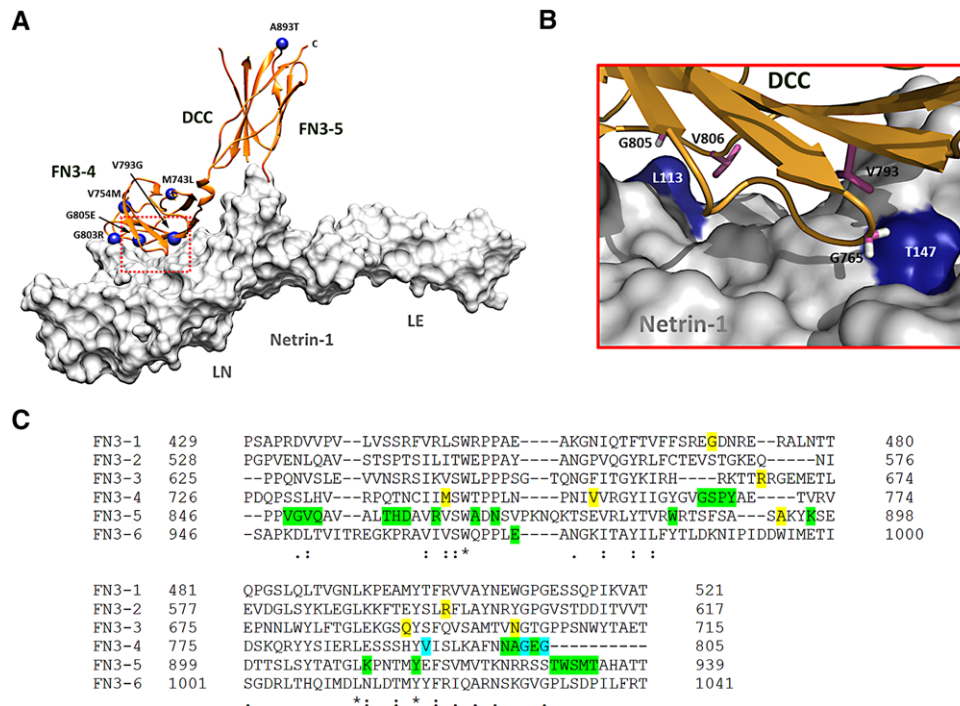 A
A893T
C
DCC
FN3-5
FN3-4
V793G
M743L
V754M
G805E
G803R
Netrin-1
LE
LN
B
DCC
G805
V806
L113
V793
G765
T147
Netrin-1
C
FN3-1 429 PSAPRDVVPV--LVSSRFVRLSWRPPAE----AKGNIQTFTVFFSREGDNRE--RALNTT 480
FN3-2 528 PGPVENLQAV--STSPTSILITWEPPAY----ANGPVQGYRLFCTEVSTGKEQ----NI 576
FN3-3 625 PPQNVSLE--VVNSRSIKVSWLPPPSG-TQNGFITGYKIRH--RKTTRRGEMETL 674
FN3-4 726 PDQPSSLHV--RPQTNCIIMSWTPPLN----PNIVVRGYIIGYGVGSPYAE---TVRV 774
FN3-5 846 PPVGVQAV--ALTHDAVRVSWADNSVPKNQKTSEVRLYTVRWRTSFSA---SAKYKSE 898
FN3-6 946 SAPKDLTVITREGKPRAVIVSWQPPLE----ANGKITAYILFYTLDKNIPIDDWIMETI 1000
.: : ::* . : : :
FN3-1 481 QPGSLQLTVGNLKPEAMYTFRVVAYNEWGPGESSQPIKVAT 521
FN3-2 577 EVDGLSYKLEGLKKFTEYSLRFLAYNRYGPGVSTDDITVVT 617
FN3-3 675 EPNNLWYLFTGLEKGSQYSFQVSAMTVNGTGPPSNWYTAET 715
FN3-4 775 DSKQRYYSIERLESSSHYVISLKAFNNAGEG---------- 805
FN3-5 899 DTTSLSYTATGLKPNTMYEFSVMVTKNRRSSTWSMTAHATT 939
FN3-6 1001 SGDRLTHQIMDLNLDTMYYFRIQARNSKGVGPLSDPILFRT 1041
. *: : * : . : . .